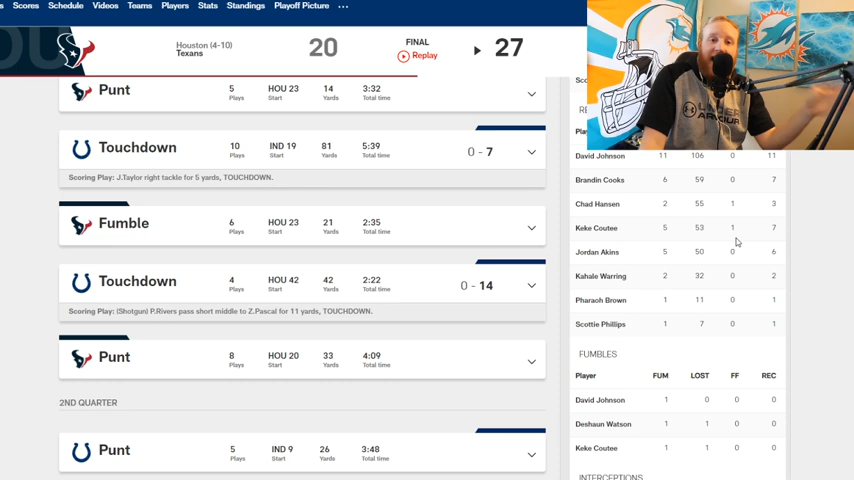 Scores Schedule Videos Teams Players Stats Standings Playoff Picture ...
Houston (4-10)
Texans
20
FINAL
Replay
27
Punt 5 HOU 23 14 3:32
Plays Start Yards Total time
Touchdown 10 IND 19 81 5:39 0 - 7
Plays Start Yards Total time
Scoring Play: J.Taylor right tackle for 5 yards, TOUCHDOWN.
Fumble 6 HOU 23 21 2:35
Plays Start Yards Total time
Touchdown 4 HOU 42 42 2:22 0 - 14
Plays Start Yards Total time
Scoring Play: (Shotgun) P.Rivers pass short middle to Z.Pascal for 11 yards, TOUCHDOWN.
Punt 8 HOU 20 33 4:09
Plays Start Yards Total time
2ND QUARTER
Punt 5 IND 9 26 3:48
Plays Start Yards Total time
UNDER ARMOUR
David Johnson 11 106 0 11
Brandin Cooks 6 59 0 7
Chad Hansen 2 55 1 3
Keke Coutee 5 53 1 7
Jordan Akins 5 50 0 6
Kahale Warring 2 32 0 2
Pharaoh Brown 1 11 0 1
Scottie Phillips 1 7 0 1
FUMBLES
Player FUM LOST FF REC
David Johnson 1 0 0 0
Deshaun Watson 1 1 0 0
Keke Coutee 1 1 0 0
INTERCEPTIONS